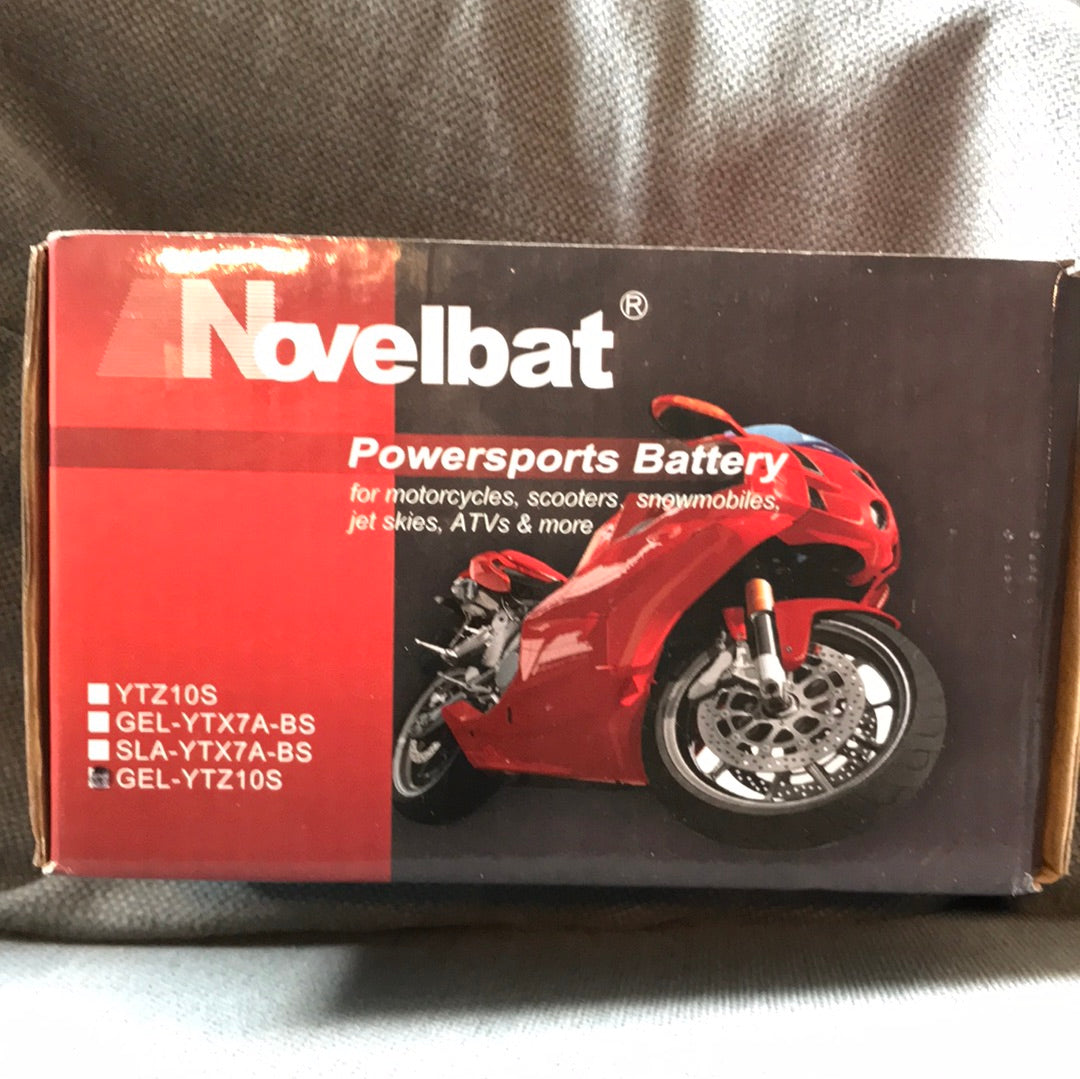 Novelbat®
Powersports Battery
for motorcycles, scooters, snowmobiles,
jet skies, ATVs & more
YTZ10S
GEL-YTX7A-BS
SLA-YTX7A-BS
GEL-YTZ10S